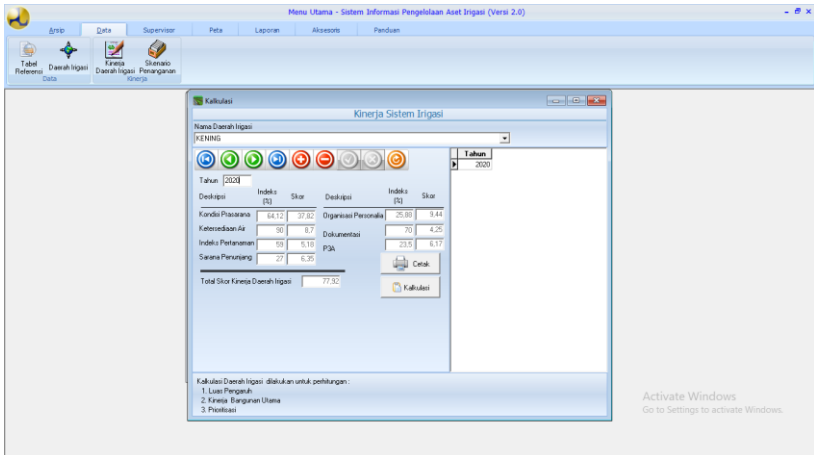 Menu Utama - Sistem Informasi Pengelolaan Aset Irigasi (Versi 2.0)
Arsip Data Supervisor Peta Laporan Aksesoris Panduan
Tabel Referensi Daerah Irigasi Kinerja Daerah Irigasi Skenario Penanganan
Data Kinerja
Kalkulasi
Kinerja Sistem Irigasi
Nama Daerah Irigasi
KENING
Tahun 2020
Tahun
2020
Deskripsi Indeks (%) Skor Deskripsi Indeks (%) Skor
Kondisi Prasarana 64,12 37,82 Organisasi Personalia 25,88 9,44
Ketersediaan Air 90 8,7 Dokumentasi 70 4,25
Indeks Pertanaman 59 5,18 P3A 23,5 6,17
Sarana Penunjang 27 6,35
Cetak
Total Skor Kinerja Daerah Irigasi 77,92
Kalkulasi
Kalkulasi Daerah Irigasi dilakukan untuk perhitungan :
1. Luas Pengaruh
2. Kinerja Bangunan Utama
3. Prioritisasi
Activate Windows
Go to Settings to activate Windows.